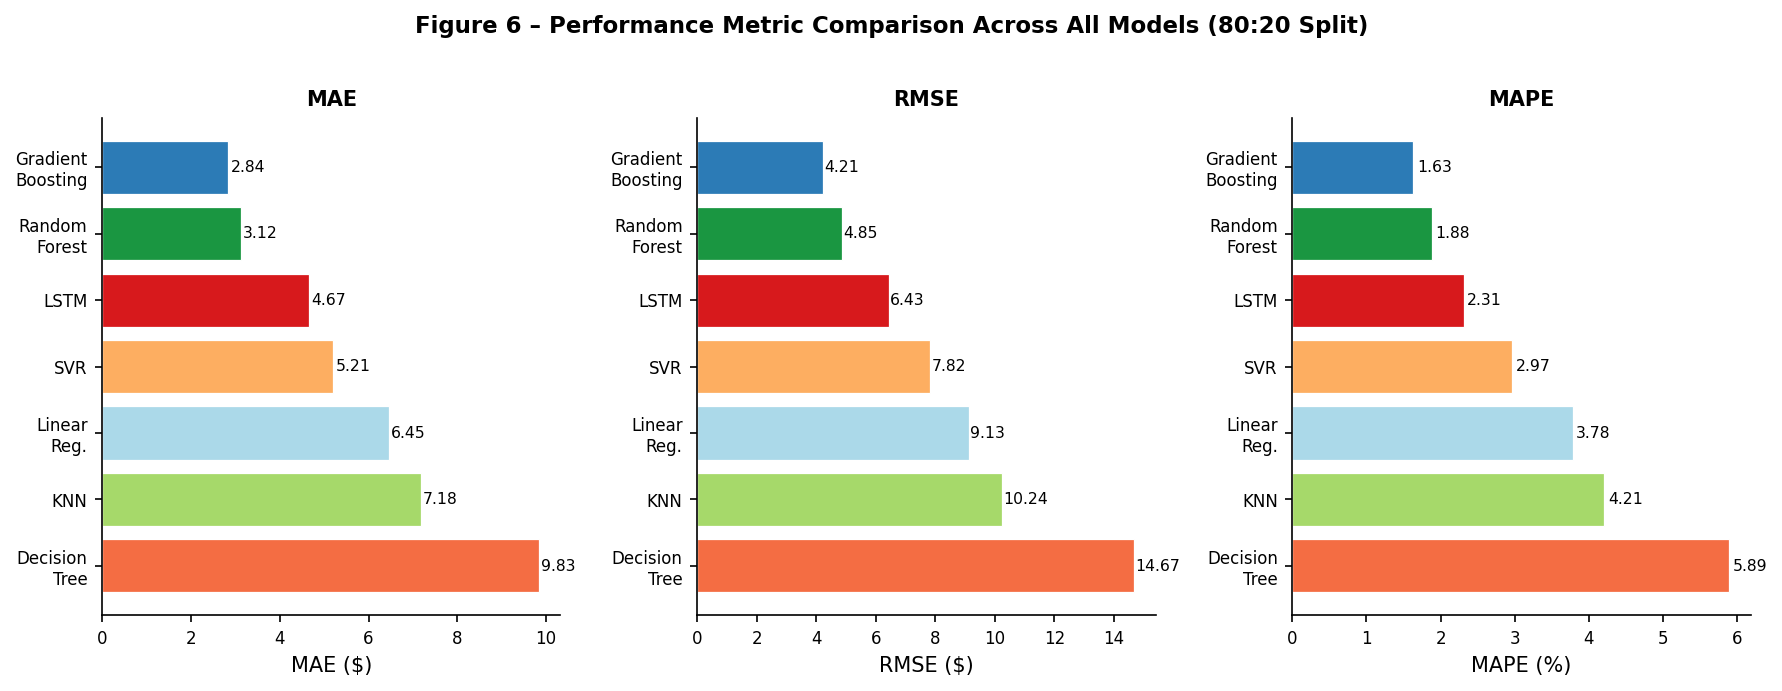 Figure 6 – Performance Metric Comparison Across All Models (80:20 Split)
MAE
Gradient
Boosting
2.84
Random
Forest
3.12
LSTM
4.67
SVR
5.21
Linear
Reg.
6.45
KNN
7.18
Decision
Tree
9.83
0 2 4 6 8 10
MAE ($)
RMSE
Gradient
Boosting
4.21
Random
Forest
4.85
LSTM
6.43
SVR
7.82
Linear
Reg.
9.13
KNN
10.24
Decision
Tree
14.67
0 2 4 6 8 10 12 14
RMSE ($)
MAPE
Gradient
Boosting
1.63
Random
Forest
1.88
LSTM
2.31
SVR
2.97
Linear
Reg.
3.78
KNN
4.21
Decision
Tree
5.89
0 1 2 3 4 5 6
MAPE (%)